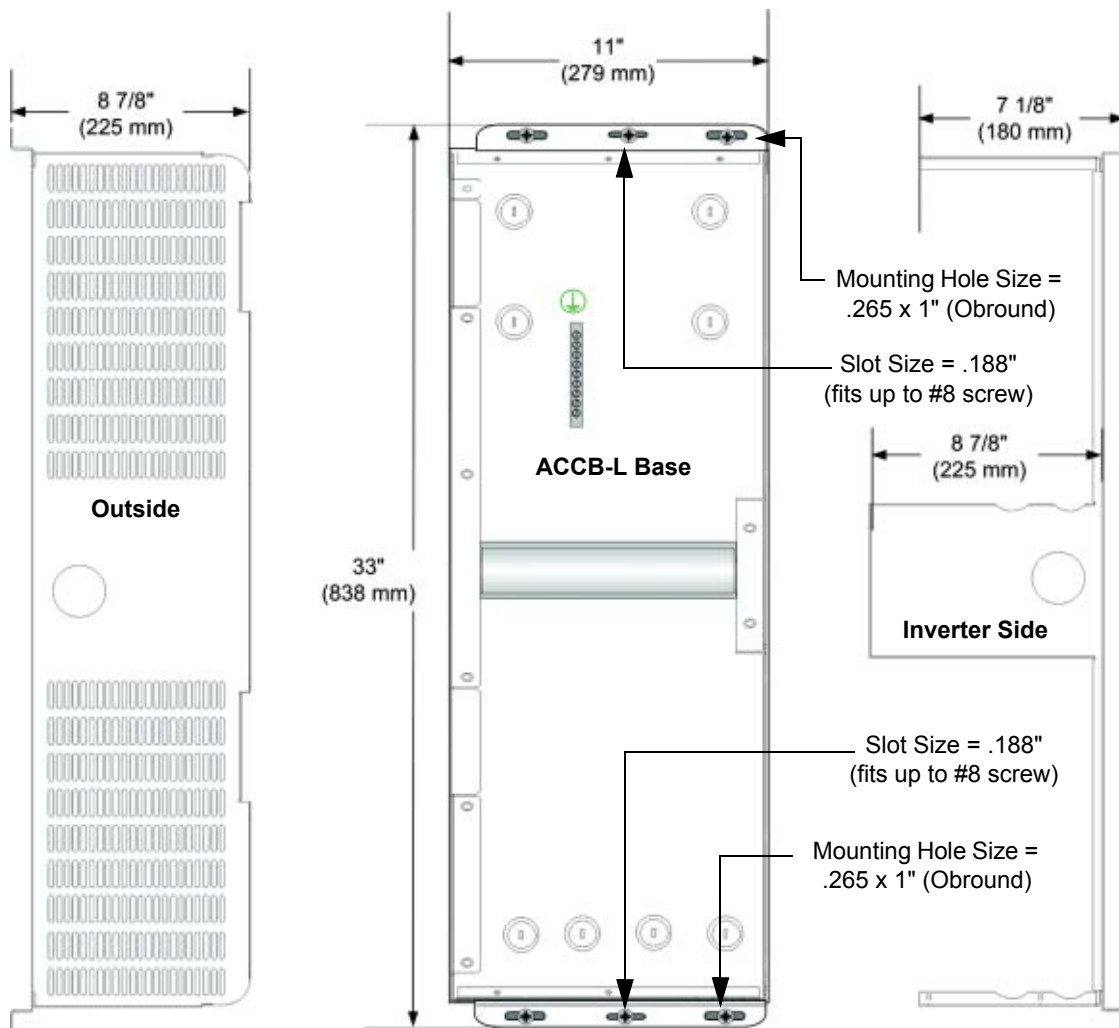 11"
(279 mm)
8 7/8"
(225 mm)
7 1/8"
(180 mm)
Mounting Hole Size =
.265 x 1" (Obround)
Slot Size = .188"
(fits up to #8 screw)
8 7/8"
(225 mm)
ACCB-L Base
Outside
33"
(838 mm)
Inverter Side
Slot Size = .188"
(fits up to #8 screw)
Mounting Hole Size =
.265 x 1" (Obround)